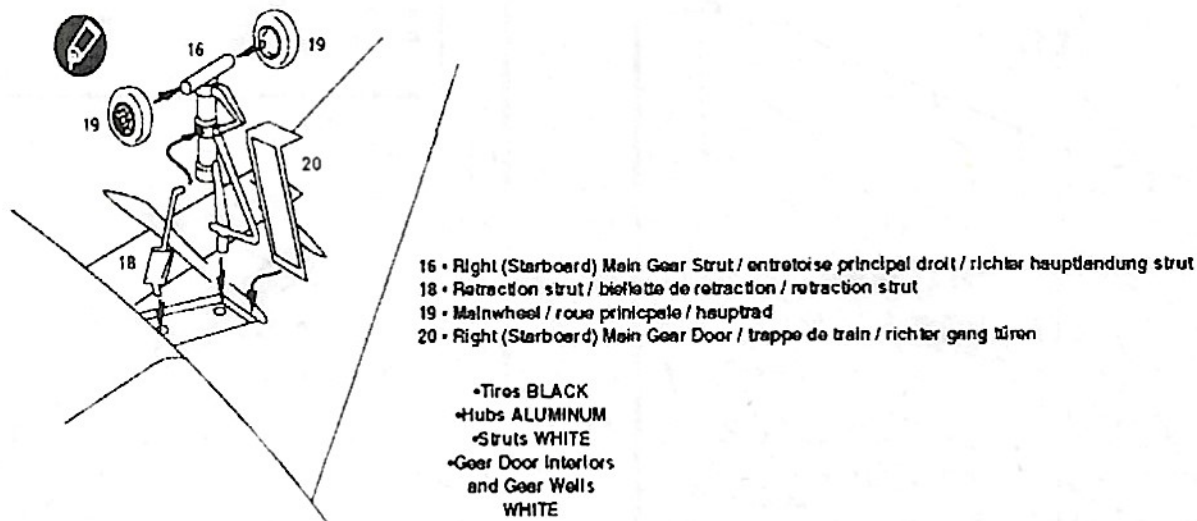 16
19
19
20
18
16 • Right (Starboard) Main Gear Strut / entretoise principal droit / richter hauptlandung strut
18 • Retraction strut / biellette de retraction / retraction strut
19 • Mainwheel / roue prinicpale / hauptrad
20 • Right (Starboard) Main Gear Door / trappe de train / richter gang türen
•Tires BLACK
•Hubs ALUMINUM
•Struts WHITE
•Gear Door Interiors
and Gear Wells
WHITE